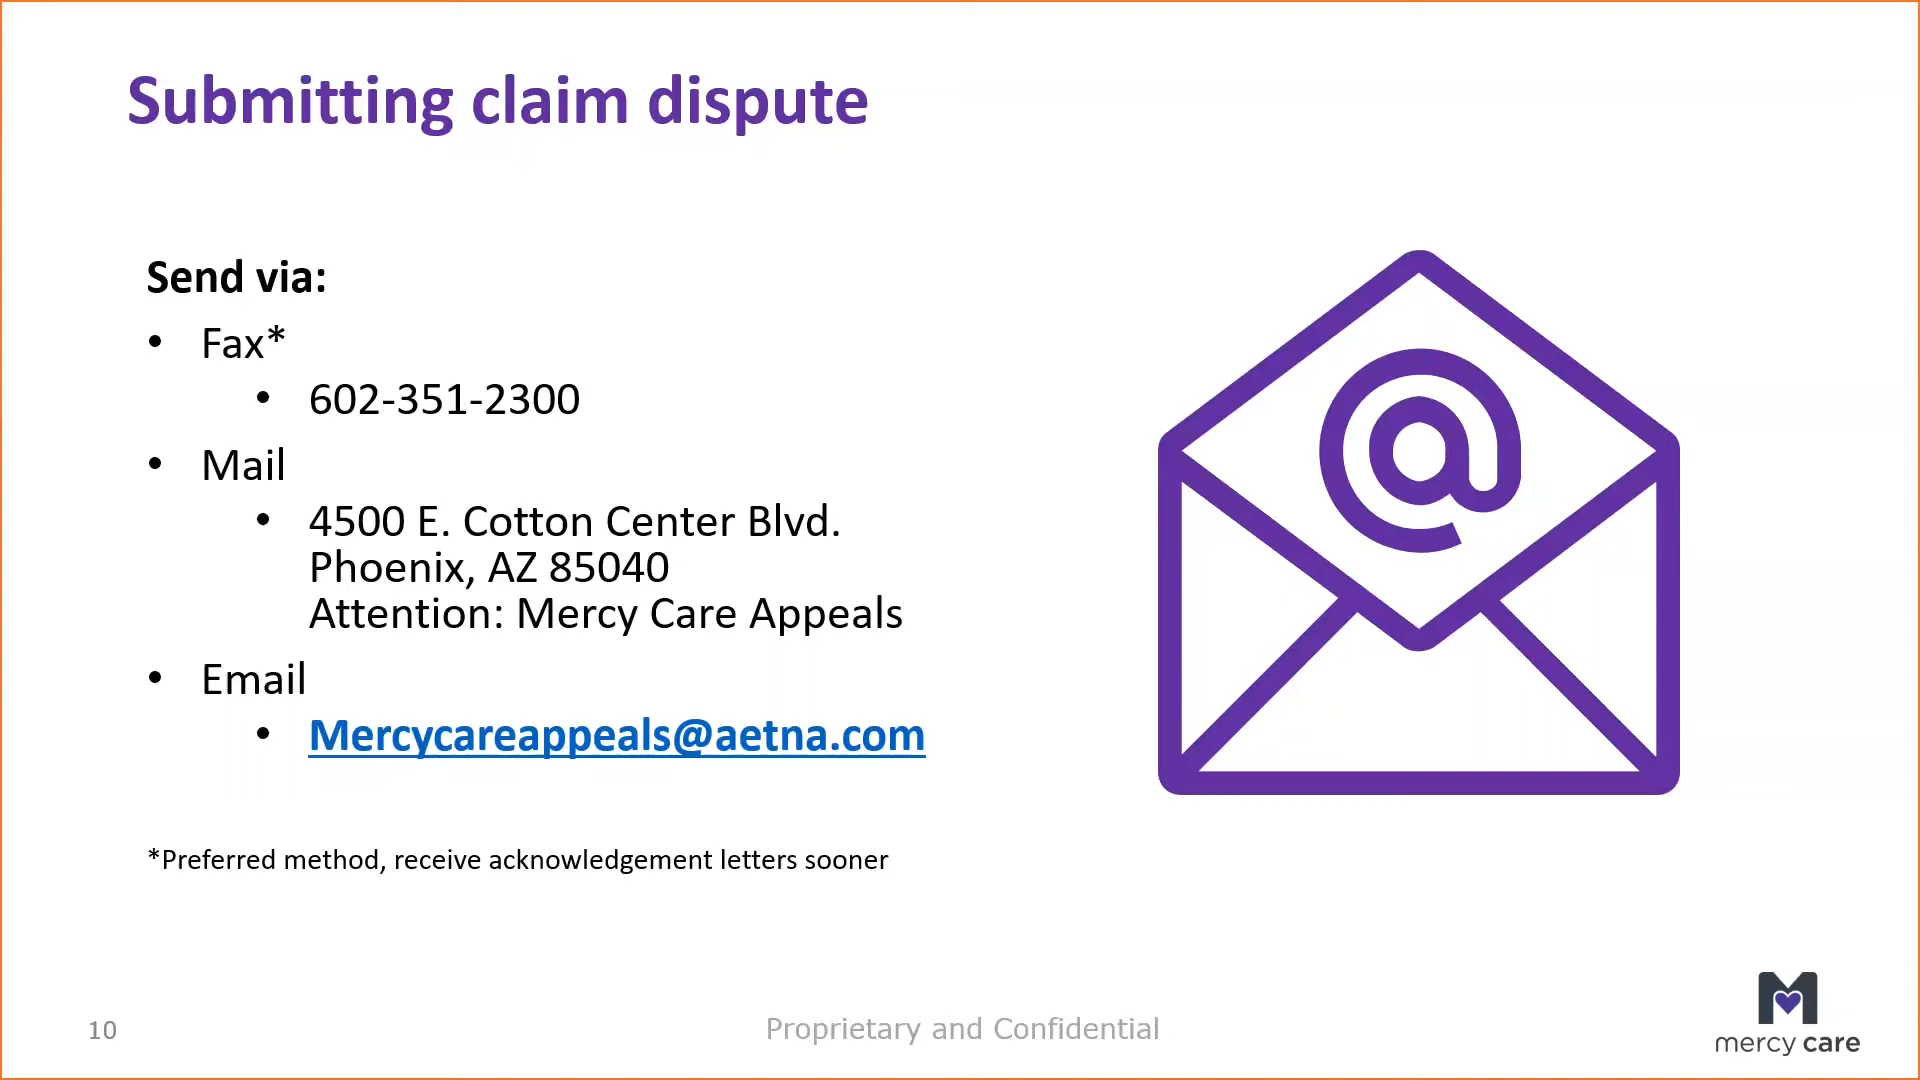 Submitting claim dispute
Send via:
• Fax*
• 602-351-2300
• Mail
• 4500 E. Cotton Center Blvd.
Phoenix, AZ 85040
Attention: Mercy Care Appeals
• Email
• Mercycareappeals@aetna.com
*Preferred method, receive acknowledgement letters sooner
10
Proprietary and Confidential
mercy care